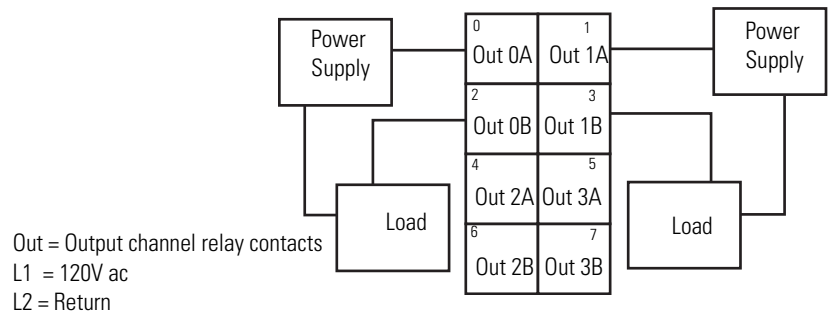 Power
Supply
0
Out 0A
1
Out 1A
Power
Supply
2
Out 0B
3
Out 1B
4
Out 2A
5
Out 3A
Load
Load
6
Out 2B
7
Out 3B
Out = Output channel relay contacts
L1 = 120V ac
L2 = Return